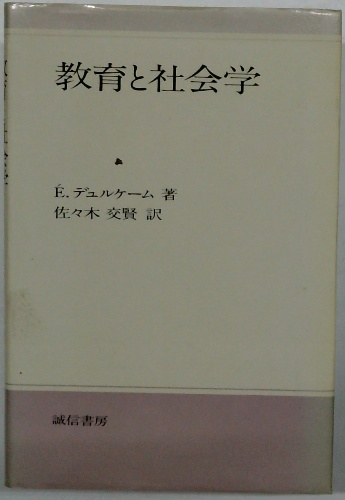 教育と社会学
É. デュルケーム 著
佐々木 交賢 訳
誠信書房